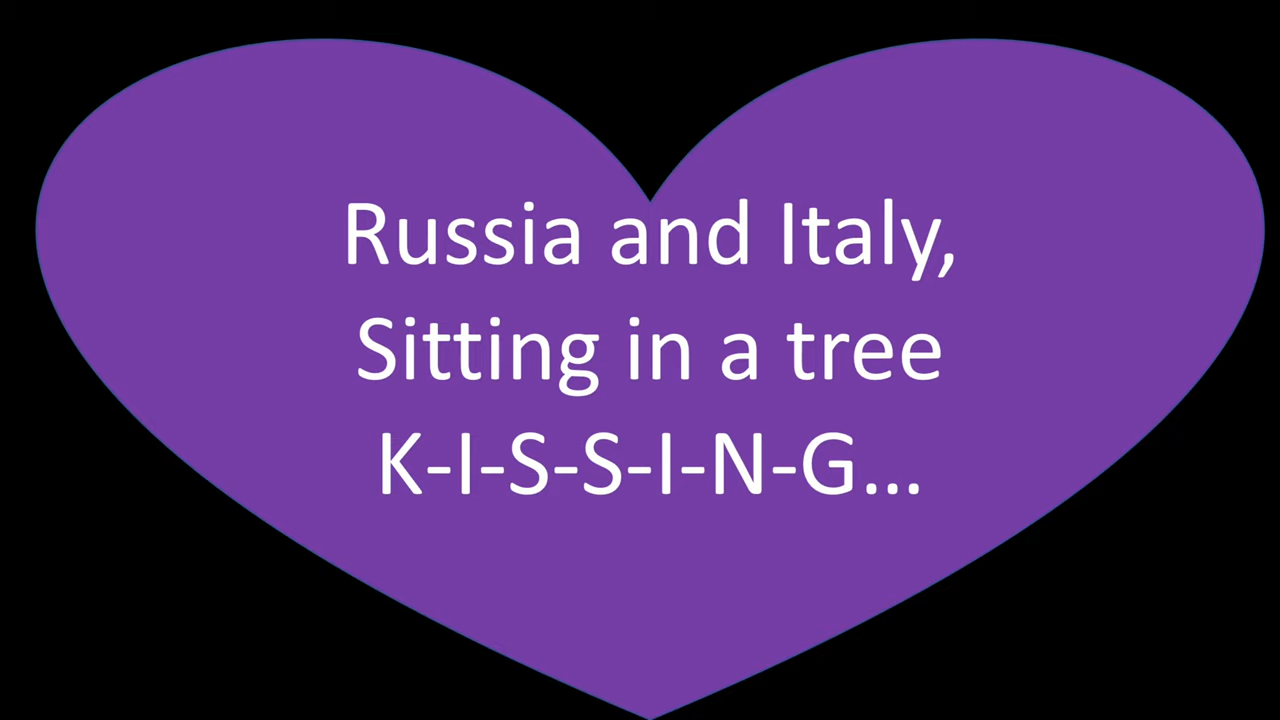 Russia and Italy,
Sitting in a tree
K-I-S-S-I-N-G...